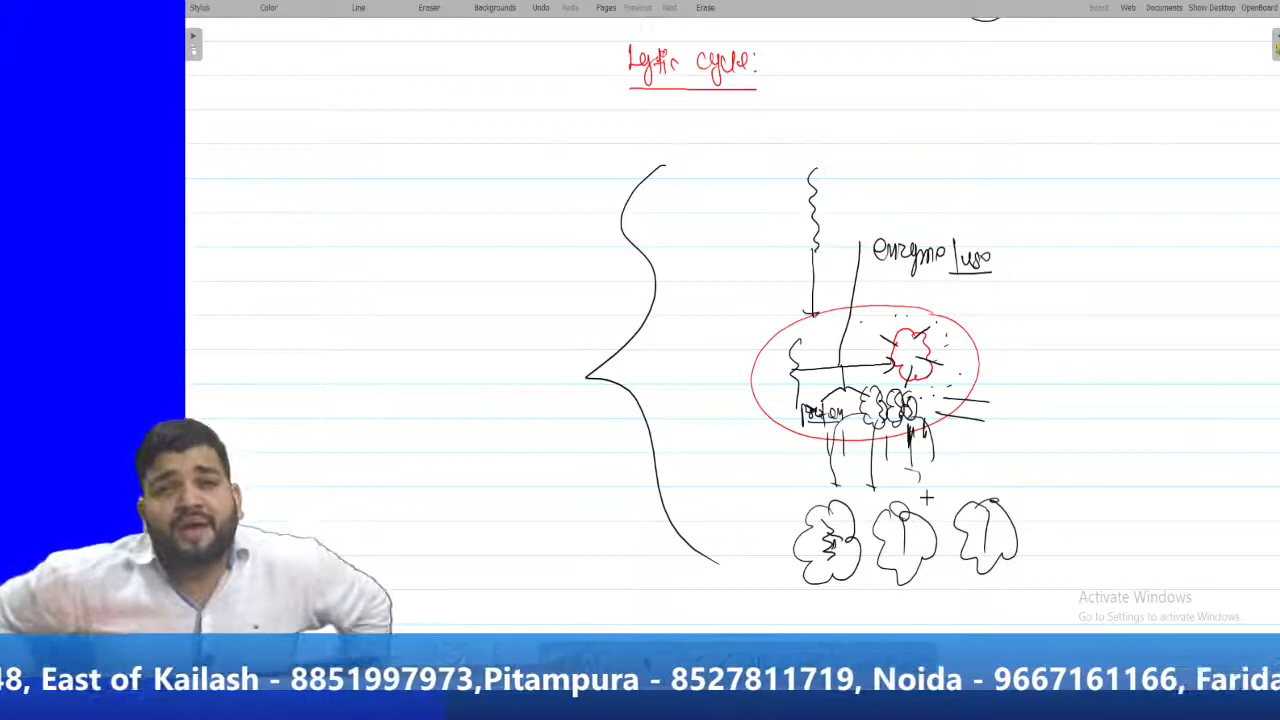 Stylus Color Line Eraser Backgrounds Undo Redo Pages Previous Next Erase Board Web Documents Show Desktop OpenBoard
Lytic cycle:
enzyme use
protein
Activate Windows
Go to Settings to activate Windows.
48, East of Kailash - 8851997973,Pitampura - 8527811719, Noida - 9667161166, Farida